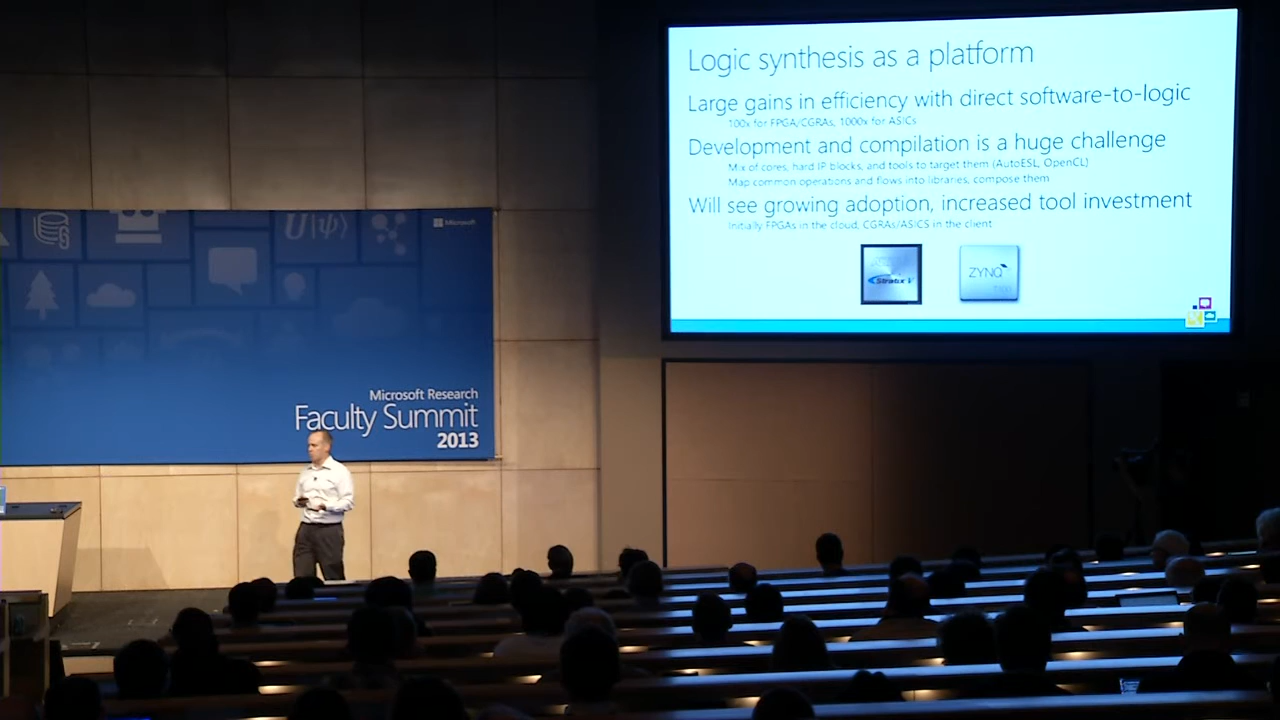 Logic synthesis as a platform
Large gains in efficiency with direct software-to-logic
100x for FPGA/CGRAs, 1000x for ASICs
Development and compilation is a huge challenge
Mix of cores, hard IP blocks, and tools to target them (AutoESL, OpenCL)
Map common operations and flows into libraries, compose them
Will see growing adoption, increased tool investment
Initially FPGAs in the cloud, CGRAs/ASICS in the client
Stratix V
ZYNQ
U|ψ⟩
Microsoft
Microsoft Research
Faculty Summit
2013